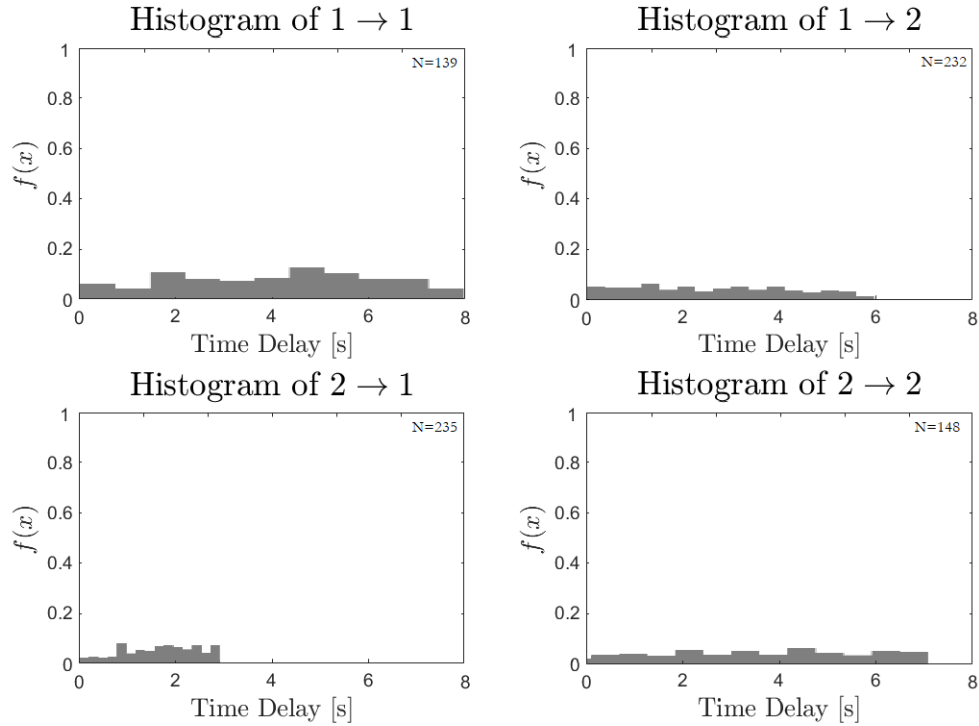 Histogram of 1 → 1
N=139
1
0.8
0.6
0.4
0.2
0
f(x)
0 2 4 6 8
Time Delay [s]
Histogram of 1 → 2
N=232
1
0.8
0.6
0.4
0.2
0
f(x)
0 2 4 6 8
Time Delay [s]
Histogram of 2 → 1
N=235
1
0.8
0.6
0.4
0.2
0
f(x)
0 2 4 6 8
Time Delay [s]
Histogram of 2 → 2
N=148
1
0.8
0.6
0.4
0.2
0
f(x)
0 2 4 6 8
Time Delay [s]